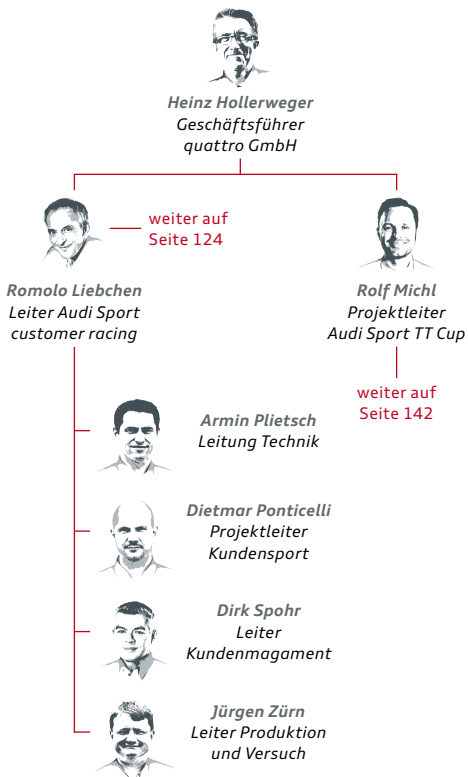 Heinz Hollerweger
Geschäftsführer
quattro GmbH
weiter auf
Seite 124
Romolo Liebchen
Leiter Audi Sport
customer racing
Rolf Michl
Projektleiter
Audi Sport TT Cup
weiter auf
Seite 142
Armin Plietsch
Leitung Technik
Dietmar Ponticelli
Projektleiter
Kundensport
Dirk Spohr
Leiter
Kundenmagament
Jürgen Zürn
Leiter Produktion
und Versuch